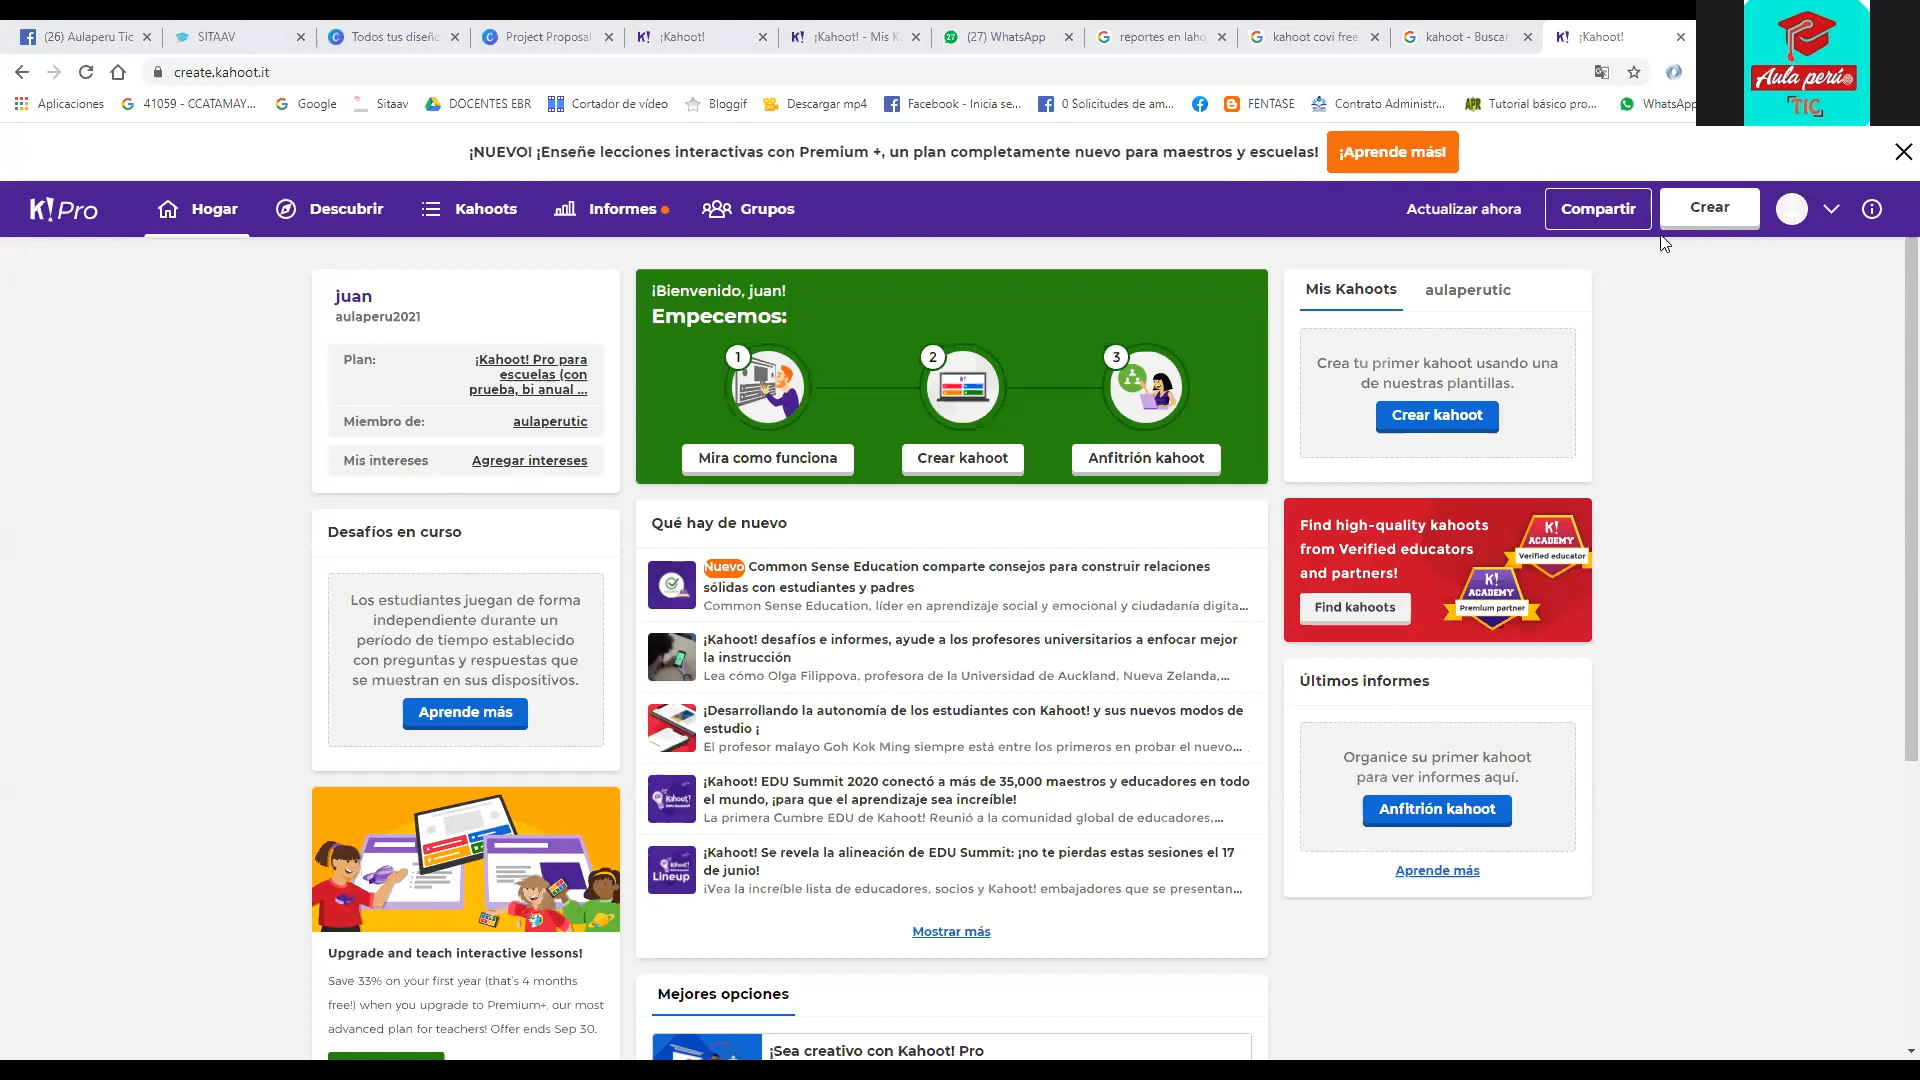 (26) Aulaperu Tic
SITAAV
Todos tus diseñ
Project Proposal
¡Kahoot!
¡Kahoot! - Mis K
(27) WhatsApp
reportes en laho
kahoot covi free
kahoot - Buscar
¡Kahoot!
create.kahoot.it
Aplicaciones
41059 - CCATAMAY...
Google
Sitaav
DOCENTES EBR
Cortador de vídeo
Bloggif
Descargar mp4
Facebook - Inicia se...
0 Solicitudes de am...
FENTASE
Contrato Administr...
Tutorial básico pro...
WhatsApp
Aula perú
TIC
¡NUEVO! ¡Enseñe lecciones interactivas con Premium +, un plan completamente nuevo para maestros y escuelas!
¡Aprende más!
K! Pro
Hogar
Descubrir
Kahoots
Informes
Grupos
Actualizar ahora
Compartir
Crear
juan
aulaperu2021
Plan:
¡Kahoot! Pro para
escuelas (con
prueba, bi anual ...
Miembro de:
aulaperutic
Mis intereses
Agregar intereses
Desafíos en curso
Los estudiantes juegan de forma
independiente durante un
período de tiempo establecido
con preguntas y respuestas que
se muestran en sus dispositivos.
Aprende más
Upgrade and teach interactive lessons!
Save 33% on your first year (that's 4 months
free!) when you upgrade to Premium+, our most
advanced plan for teachers! Offer ends Sep 30.
¡Bienvenido, juan!
Empecemos:
1
2
3
Mira como funciona
Crear kahoot
Anfitrión kahoot
Qué hay de nuevo
Nuevo Common Sense Education comparte consejos para construir relaciones
sólidas con estudiantes y padres
Common Sense Education, líder en aprendizaje social y emocional y ciudadanía digita...
¡Kahoot! desafíos e informes, ayude a los profesores universitarios a enfocar mejor
la instrucción
Lea cómo Olga Filippova, profesora de la Universidad de Auckland, Nueva Zelanda,...
¡Desarrollando la autonomía de los estudiantes con Kahoot! y sus nuevos modos de
estudio ¡
El profesor malayo Goh Kok Ming siempre está entre los primeros en probar el nuevo...
Kahoot!
¡Kahoot! EDU Summit 2020 conectó a más de 35,000 maestros y educadores en todo
el mundo, ¡para que el aprendizaje sea increíble!
La primera Cumbre EDU de Kahoot! Reunió a la comunidad global de educadores,...
Lineup
¡Kahoot! Se revela la alineación de EDU Summit: ¡no te pierdas estas sesiones el 17
de junio!
¡Vea la increíble lista de educadores, socios y Kahoot! embajadores que se presentan...
Mostrar más
Mejores opciones
¡Sea creativo con Kahoot! Pro
Mis Kahoots
aulaperutic
Crea tu primer kahoot usando una
de nuestras plantillas.
Crear kahoot
Find high-quality kahoots
from Verified educators
and partners!
Find kahoots
K!
ACADEMY
Verified educator
K!
ACADEMY
Premium partner
Últimos informes
Organice su primer kahoot
para ver informes aquí.
Anfitrión kahoot
Aprende más